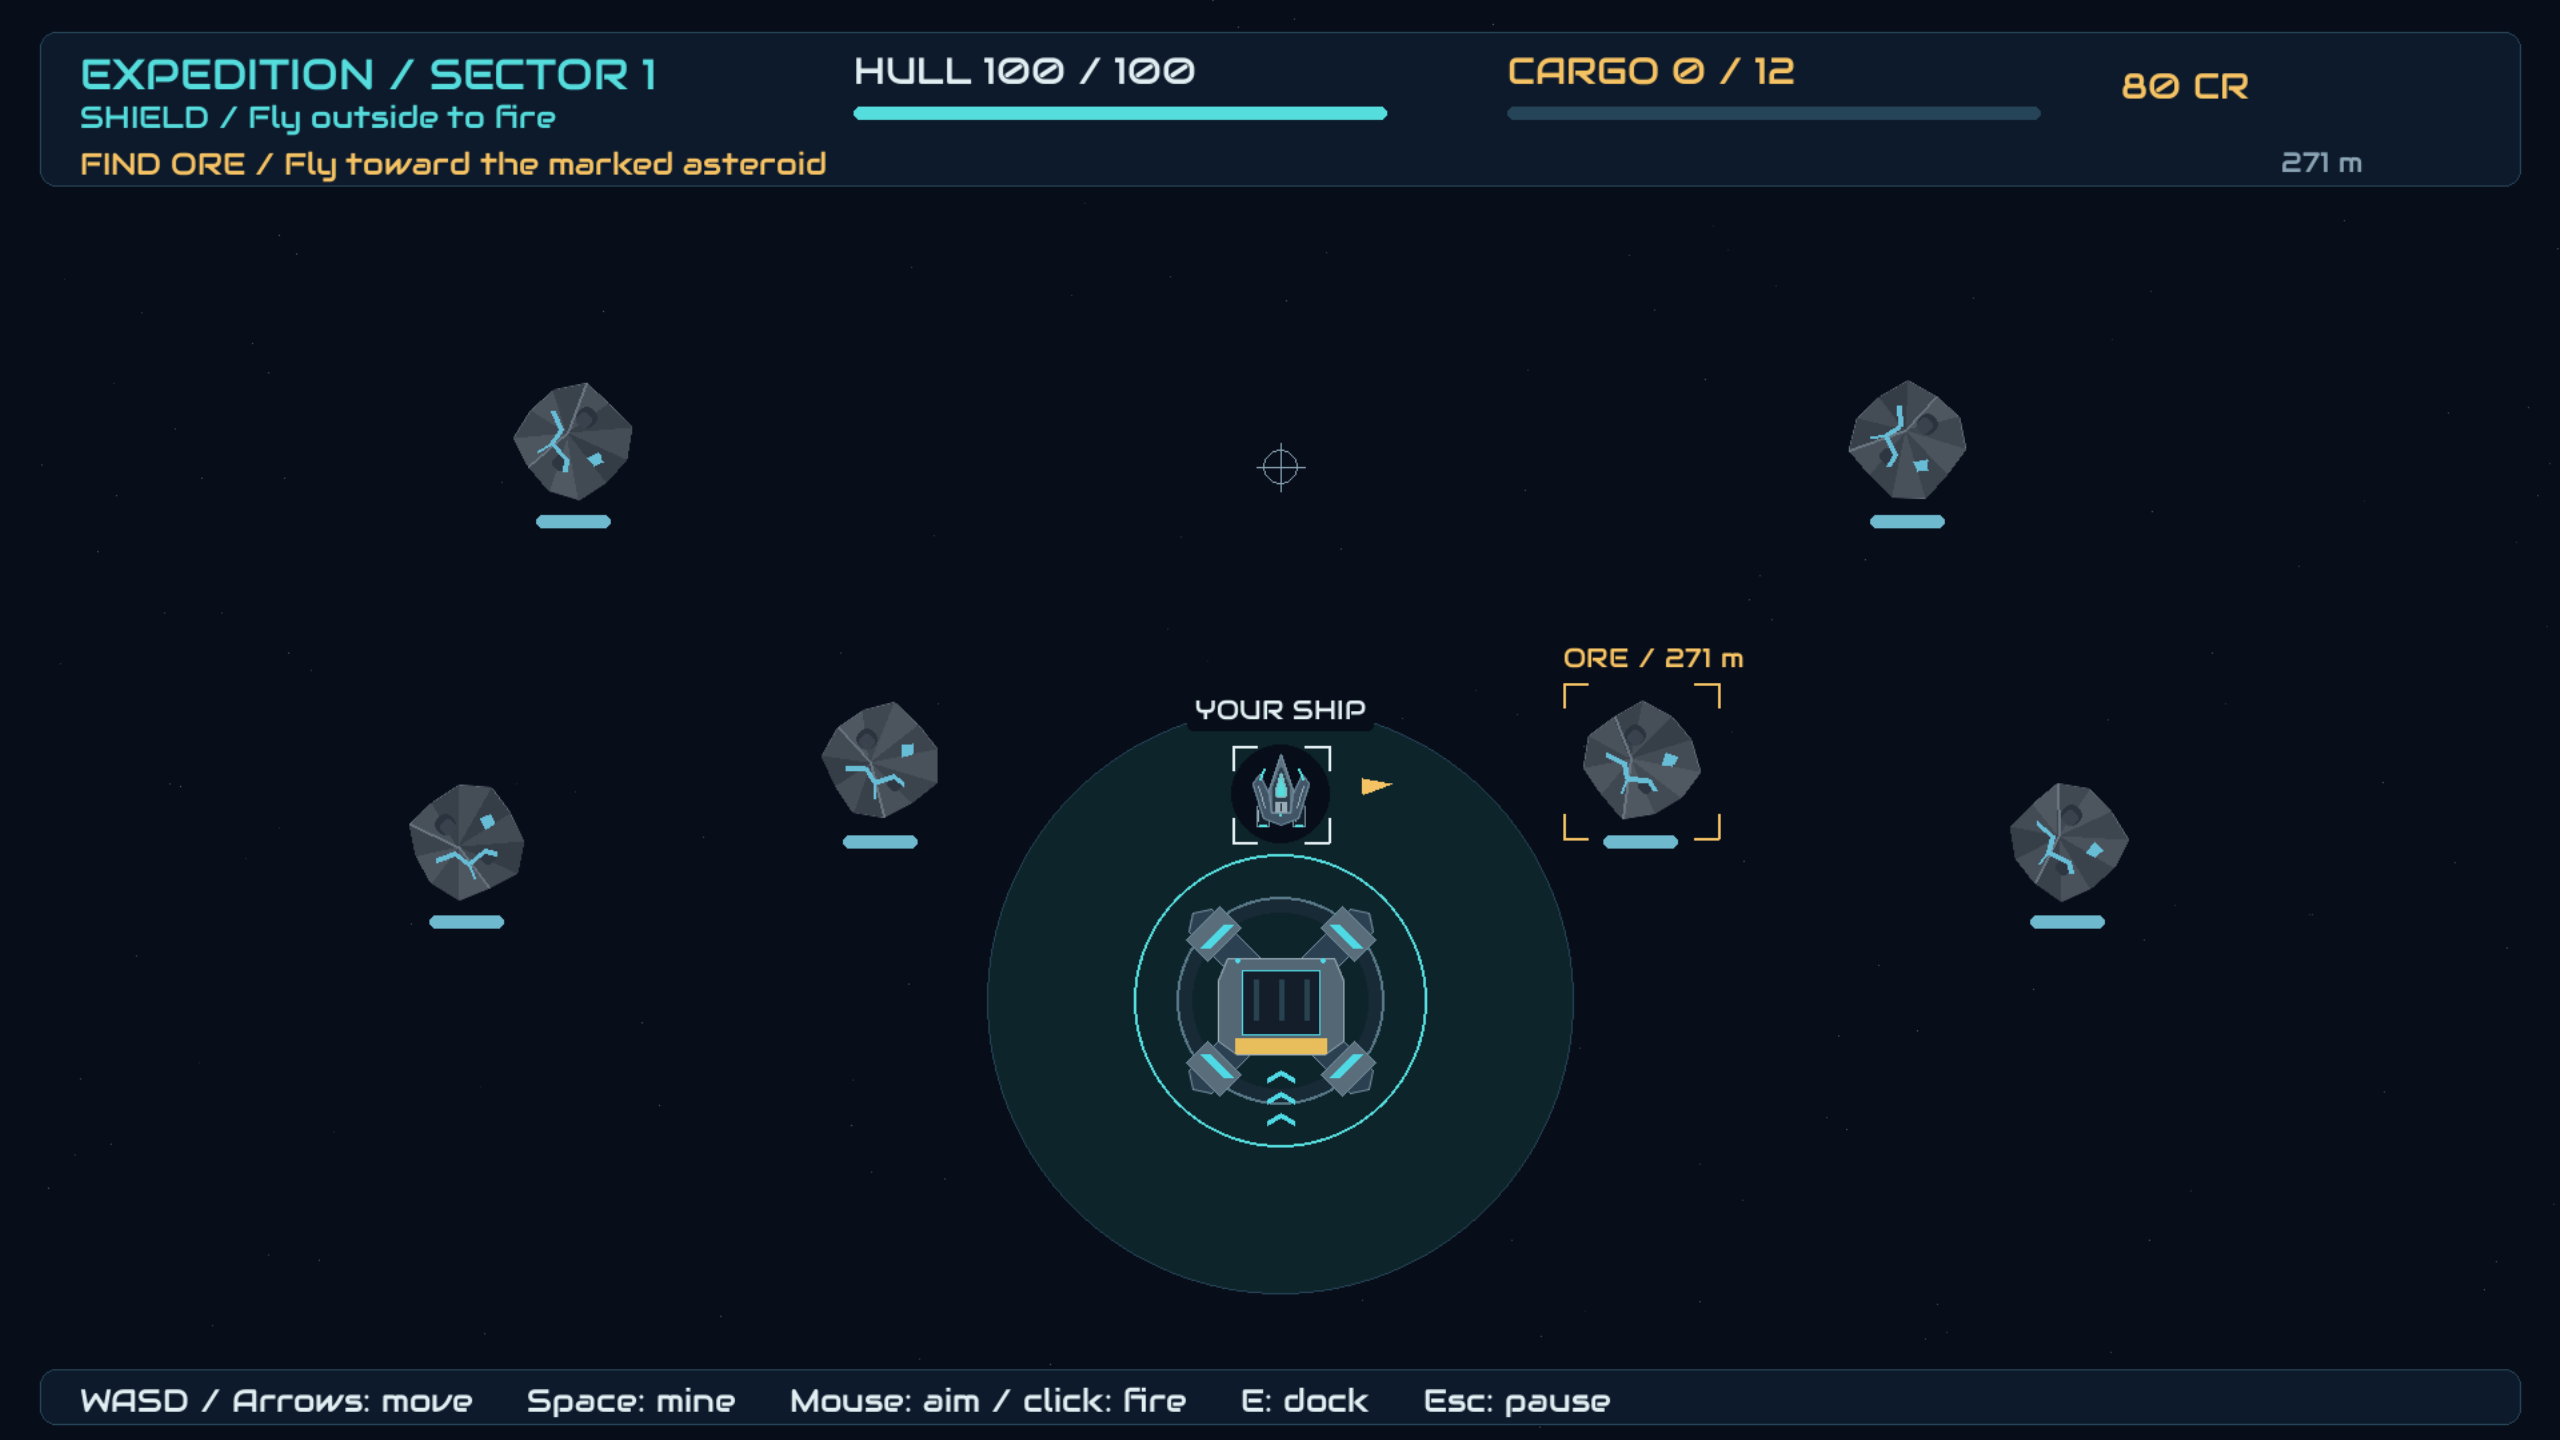 EXPEDITION / SECTOR 1
HULL 100 / 100
CARGO 0 / 12
80 CR
SHIELD / Fly outside to fire
FIND ORE / Fly toward the marked asteroid
271 m
ORE / 271 m
YOUR SHIP
WASD / Arrows: move
Space: mine
Mouse: aim / click: fire
E: dock
Esc: pause